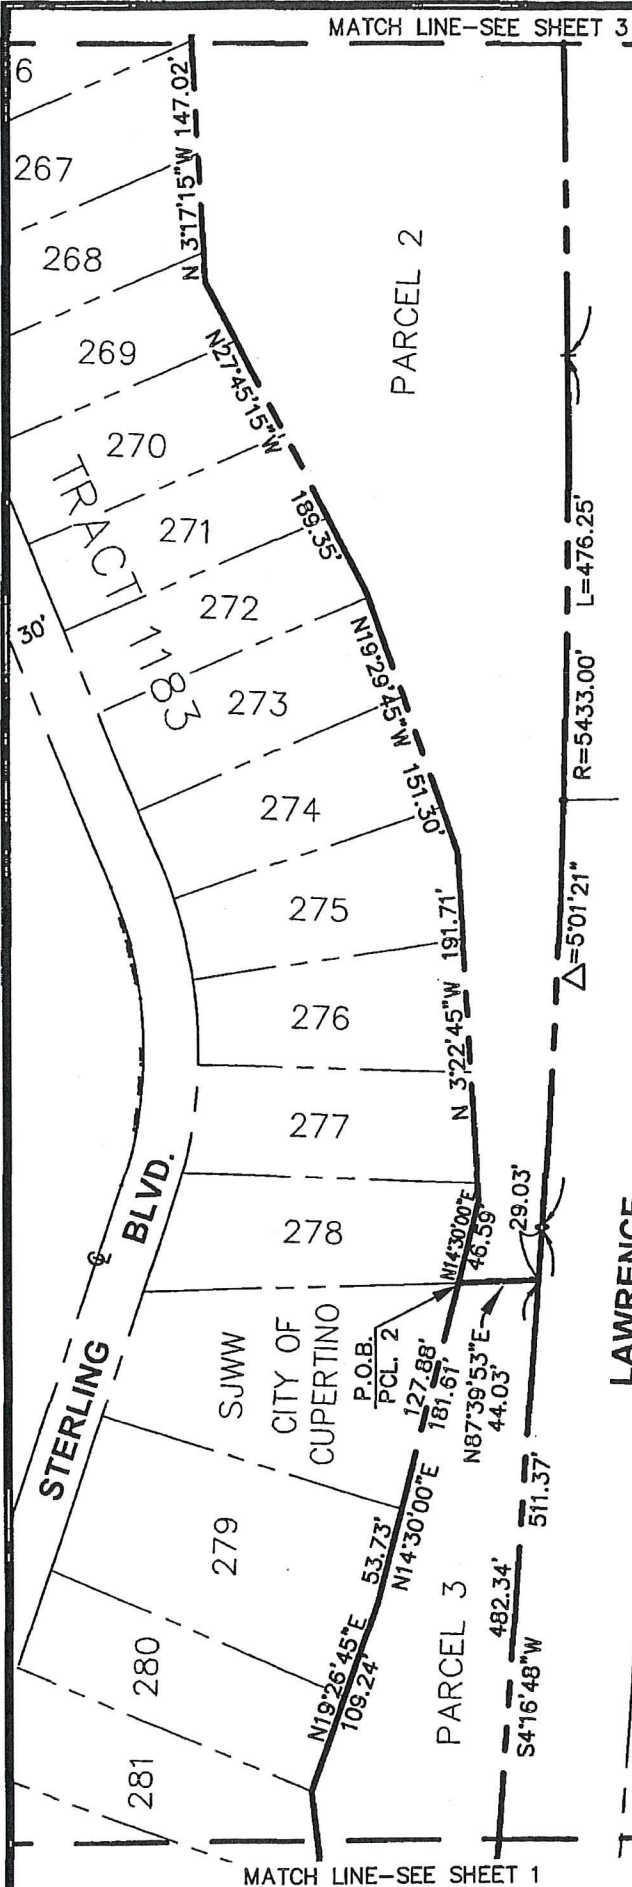 MATCH LINE-SEE SHEET 3
6
267
268
269
270
271
272
273
274
275
276
277
278
279
280
281
TRACT 1183
30'
N 3°17'15"W 147.02'
N27°45'15"W
189.35'
N19°29'45"W 151.30'
N 3°22'45"W 191.71'
N14°30'00"E
46.59'
PARCEL 2
R=5433.00' L=476.25'
△=5°01'21"
29.03'
LAWRENCE
STERLING BLVD.
℄
SJWW
CITY OF
CUPERTINO
P.O.B.
PCL. 2
127.88'
181.61'
N87°39'53"E
44.03'
53.73'
N14°30'00"E
N19°26'45"E
109.24'
PARCEL 3
482.34'
511.37'
S4°16'48"W
MATCH LINE-SEE SHEET 1